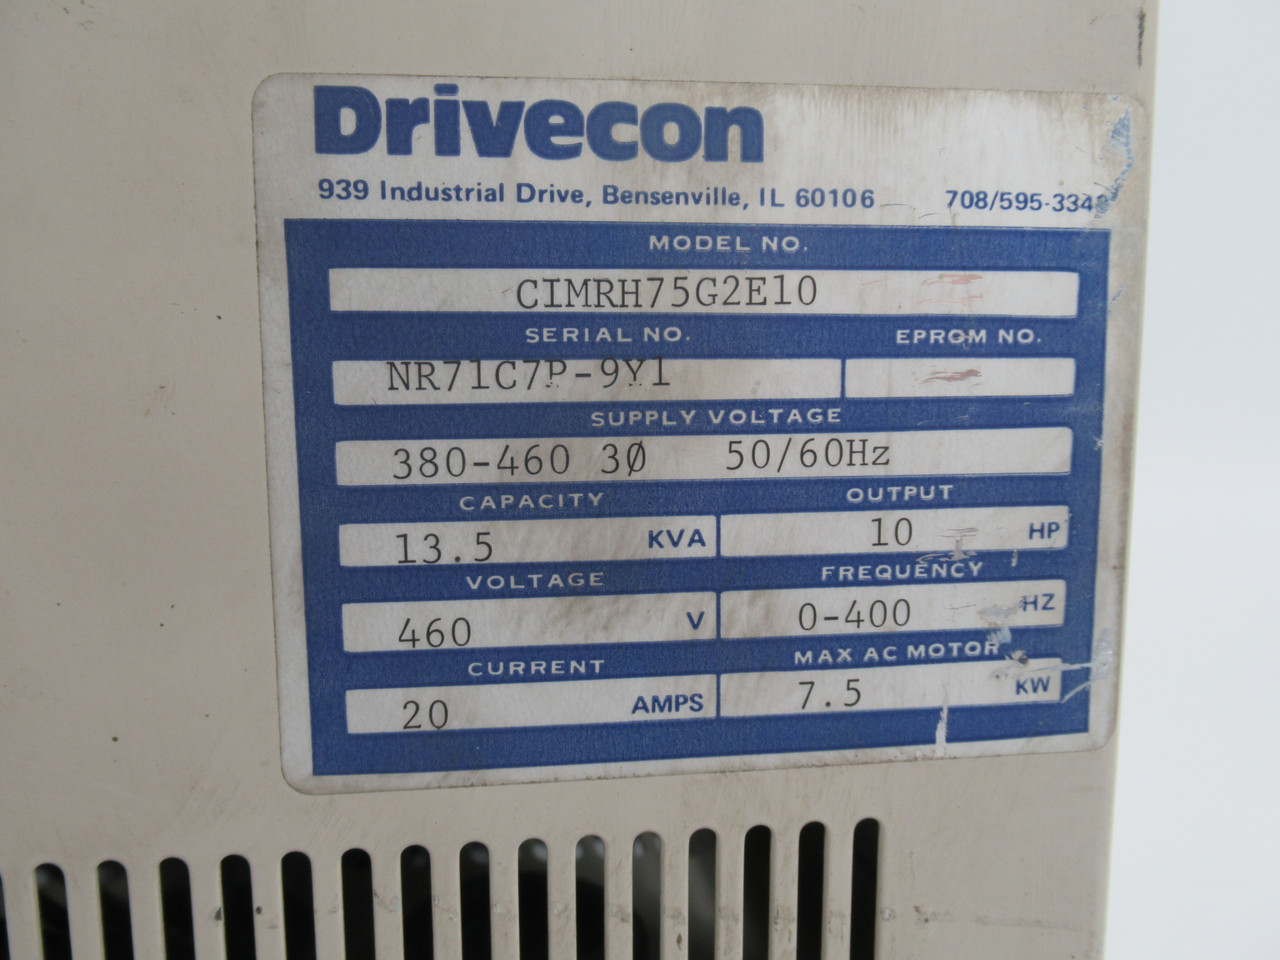 Drivecon
939 Industrial Drive, Bensenville, IL 60106
MODEL NO.
CIMRH75G2E10
SERIAL NO. EPROM NO.
NR71C7P-9Y1
SUPPLY VOLTAGE
380-460 3Ø 50/60Hz
CAPACITY OUTPUT
13.5 KVA 10 HP
VOLTAGE FREQUENCY
460 V 0-400 HZ
CURRENT MAX AC MOTOR
20 AMPS 7.5 KW